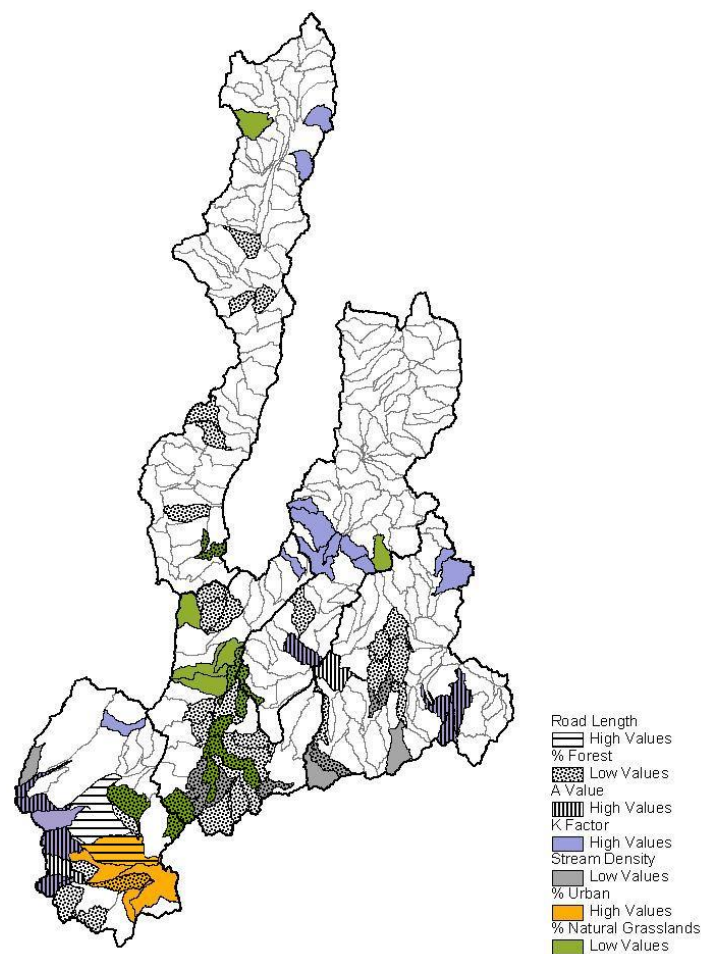 Road Length
High Values
% Forest
Low Values
A Value
High Values
K Factor
High Values
Stream Density
Low Values
% Urban
High Values
% Natural Grasslands
Low Values